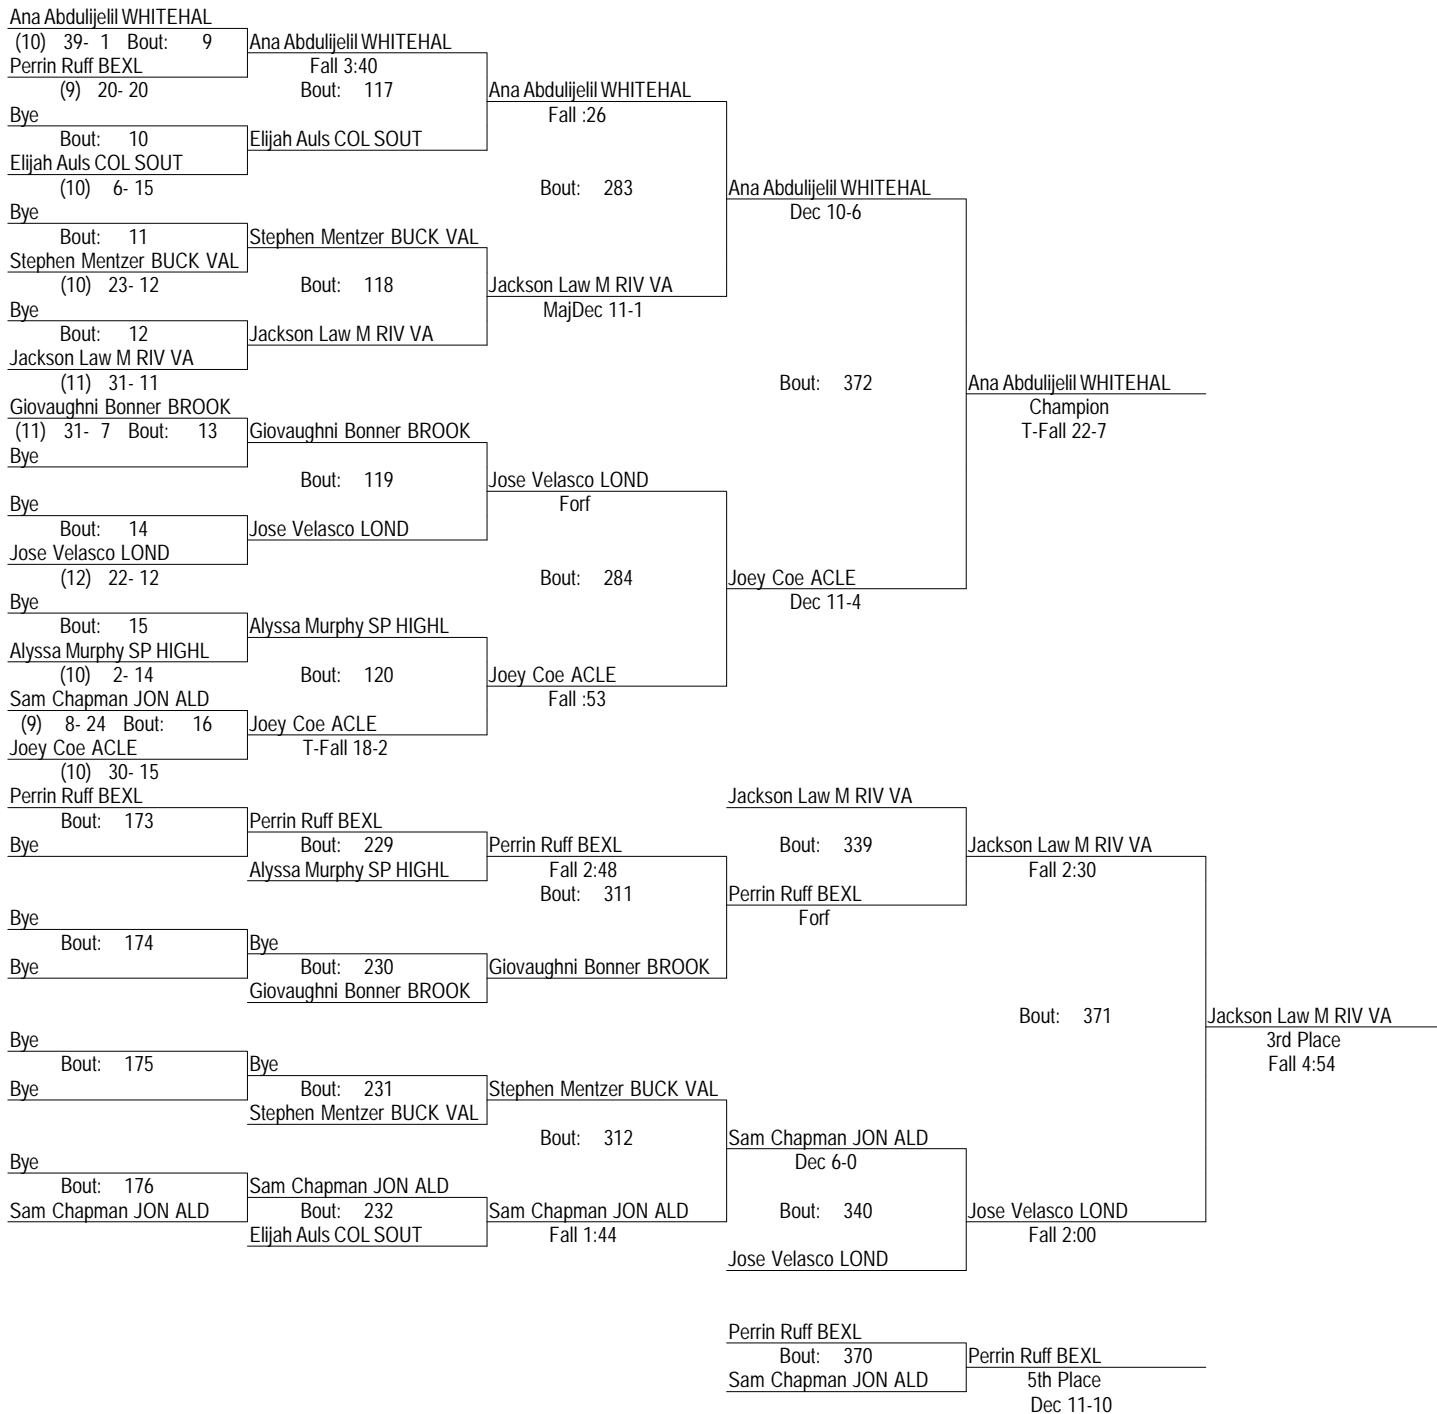 Ana Abdulijelil WHITEHAL
(10) 39- 1 Bout: 9 Ana Abdulijelil WHITEHAL
Perrin Ruff BEXL Fall 3:40
(9) 20- 20 Bout: 117 Ana Abdulijelil WHITEHAL
Bye Fall :26
Bout: 10 Elijah Auls COL SOUT
Elijah Auls COL SOUT
(10) 6- 15 Bout: 283 Ana Abdulijelil WHITEHAL
Bye Dec 10-6
Bout: 11 Stephen Mentzer BUCK VAL
Stephen Mentzer BUCK VAL
(10) 23- 12 Bout: 118 Jackson Law M RIV VA
Bye MajDec 11-1
Bout: 12 Jackson Law M RIV VA
Jackson Law M RIV VA
(11) 31- 11 Bout: 372 Ana Abdulijelil WHITEHAL
Giovaughni Bonner BROOK Champion
(11) 31- 7 Bout: 13 Giovaughni Bonner BROOK T-Fall 22-7
Bye
Bout: 119 Jose Velasco LOND
Bye Forf
Bout: 14 Jose Velasco LOND
Jose Velasco LOND
(12) 22- 12 Bout: 284 Joey Coe ACLE
Bye Dec 11-4
Bout: 15 Alyssa Murphy SP HIGHL
Alyssa Murphy SP HIGHL
(10) 2- 14 Bout: 120 Joey Coe ACLE
Sam Chapman JON ALD Fall :53
(9) 8- 24 Bout: 16 Joey Coe ACLE
Joey Coe ACLE T-Fall 18-2
(10) 30- 15
Perrin Ruff BEXL Jackson Law M RIV VA
Bout: 173 Perrin Ruff BEXL
Bye Bout: 229 Perrin Ruff BEXL Bout: 339 Jackson Law M RIV VA
Alyssa Murphy SP HIGHL Fall 2:48 Fall 2:30
Bout: 311 Perrin Ruff BEXL
Bye Forf
Bout: 174 Bye
Bye Bout: 230 Giovaughni Bonner BROOK
Giovaughni Bonner BROOK
Bout: 371 Jackson Law M RIV VA
Bye 3rd Place
Bout: 175 Bye Fall 4:54
Bye Bout: 231 Stephen Mentzer BUCK VAL
Stephen Mentzer BUCK VAL
Bout: 312 Sam Chapman JON ALD
Bye Dec 6-0
Bout: 176 Sam Chapman JON ALD
Sam Chapman JON ALD Bout: 232 Sam Chapman JON ALD Bout: 340 Jose Velasco LOND
Elijah Auls COL SOUT Fall 1:44 Fall 2:00
Jose Velasco LOND
Perrin Ruff BEXL
Bout: 370 Perrin Ruff BEXL
Sam Chapman JON ALD 5th Place
Dec 11-10